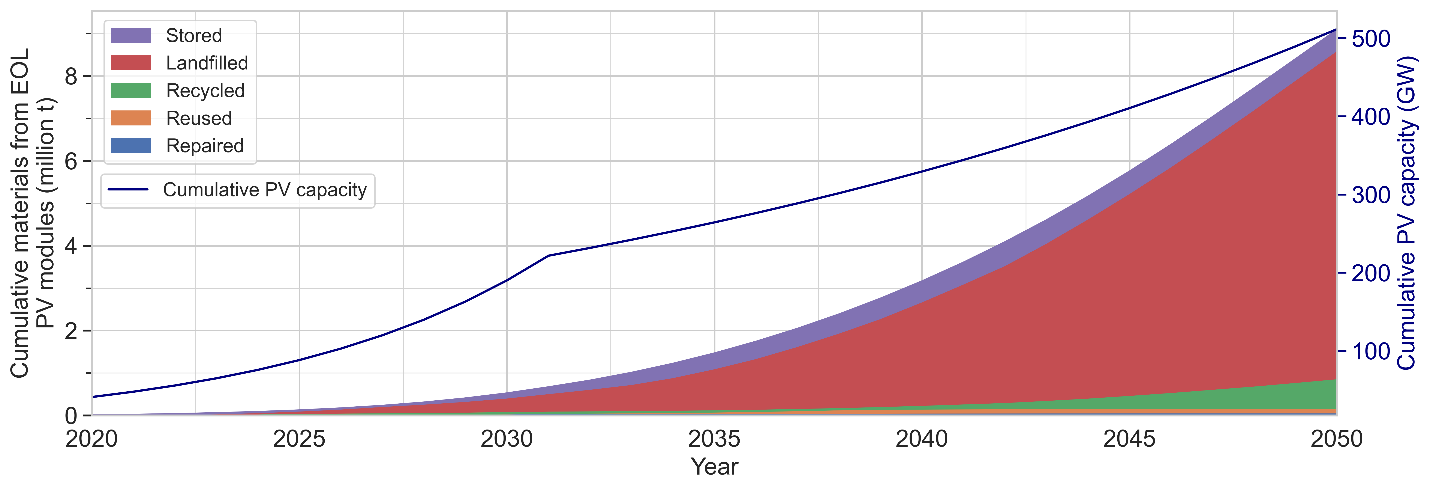 Stored
Landfilled
Recycled
Reused
Repaired
Cumulative PV capacity
Cumulative materials from EOL
PV modules (million t)
8
6
4
2
0
500
400
300
200
100
Cumulative PV capacity (GW)
2020 2025 2030 2035 2040 2045 2050
Year